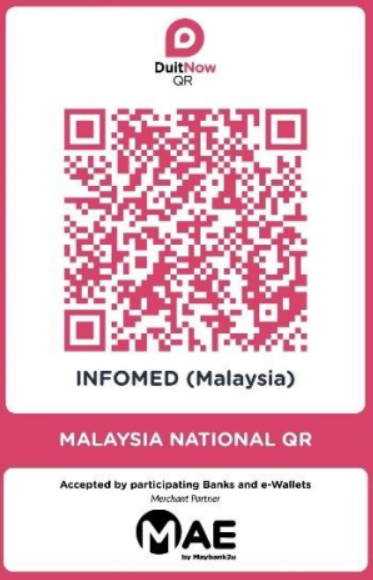 DuitNow
QR
INFOMED (Malaysia)
MALAYSIA NATIONAL QR
Accepted by participating Banks and e-Wallets
Merchant Partner
MAE
by Maybank2u